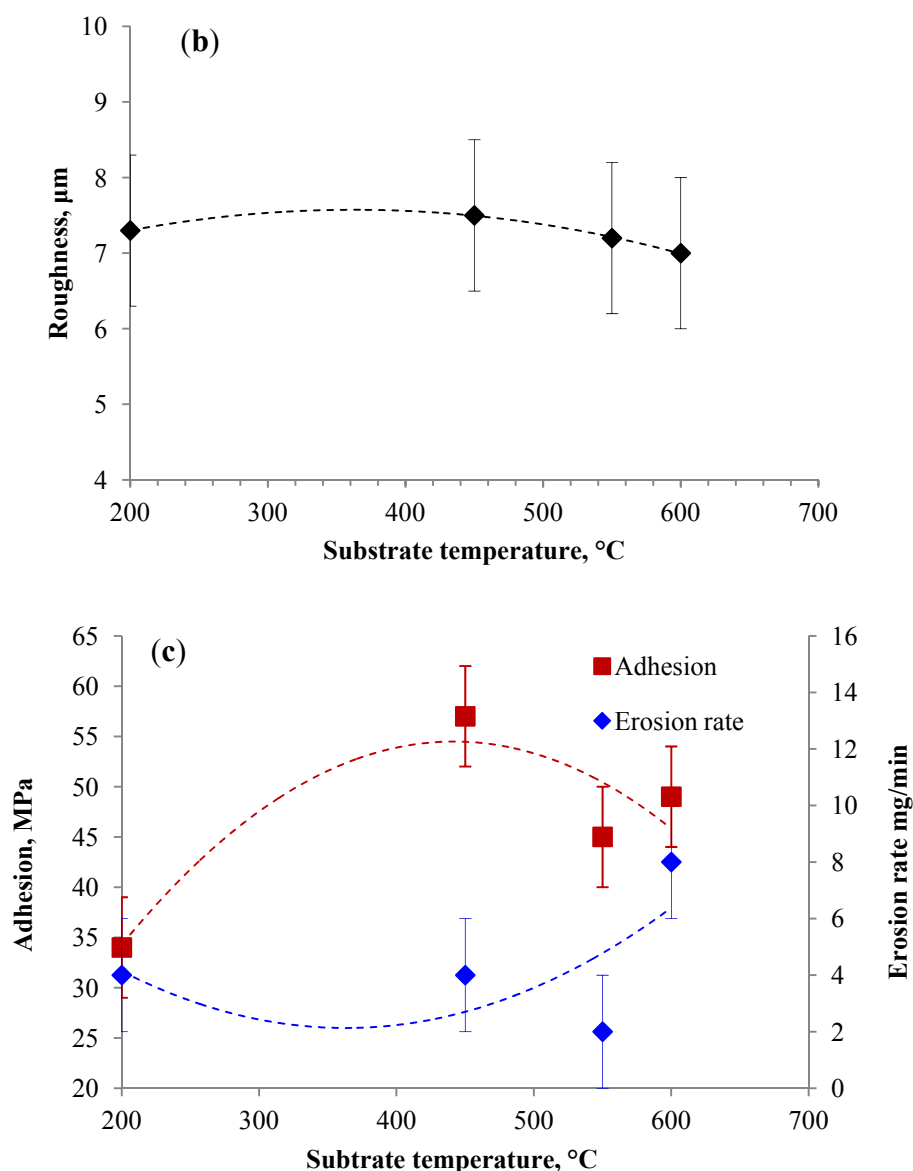 (b)
Roughness, µm
10
9
8
7
6
5
4
200 300 400 500 600 700
Substrate temperature, °C
(c)
Adhesion
Erosion rate
Adhesion, MPa
65
60
55
50
45
40
35
30
25
20
16
14
12
10
8
6
4
2
0
Erosion rate mg/min
200 300 400 500 600 700
Subtrate temperature, °C